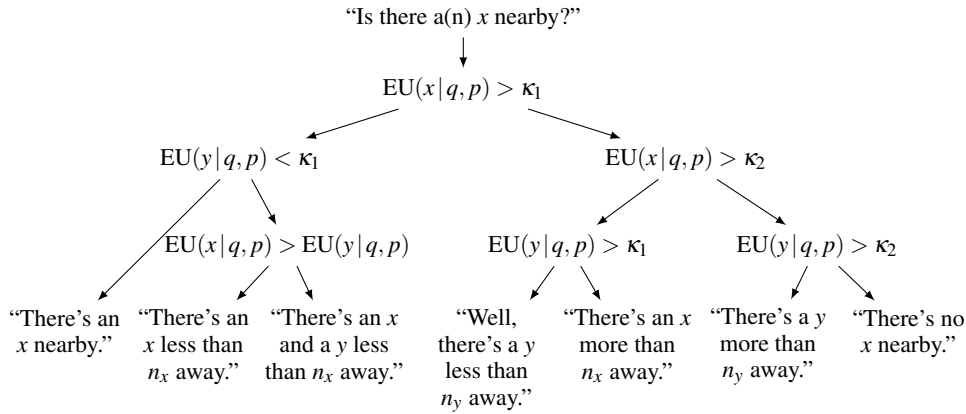 “Is there a(n) x nearby?”
EU(x | q, p) > κ₁
EU(y | q, p) < κ₁
EU(x | q, p) > κ₂
EU(x | q, p) > EU(y | q, p)
EU(y | q, p) > κ₁
EU(y | q, p) > κ₂
“There’s an
x nearby.”
“There’s an
x less than
nₓ away.”
“There’s an x
and a y less
than nₓ away.”
“Well,
there’s a y
less than
n_y away.”
“There’s an x
more than
nₓ away.”
“There’s a y
more than
n_y away.”
“There’s no
x nearby.”